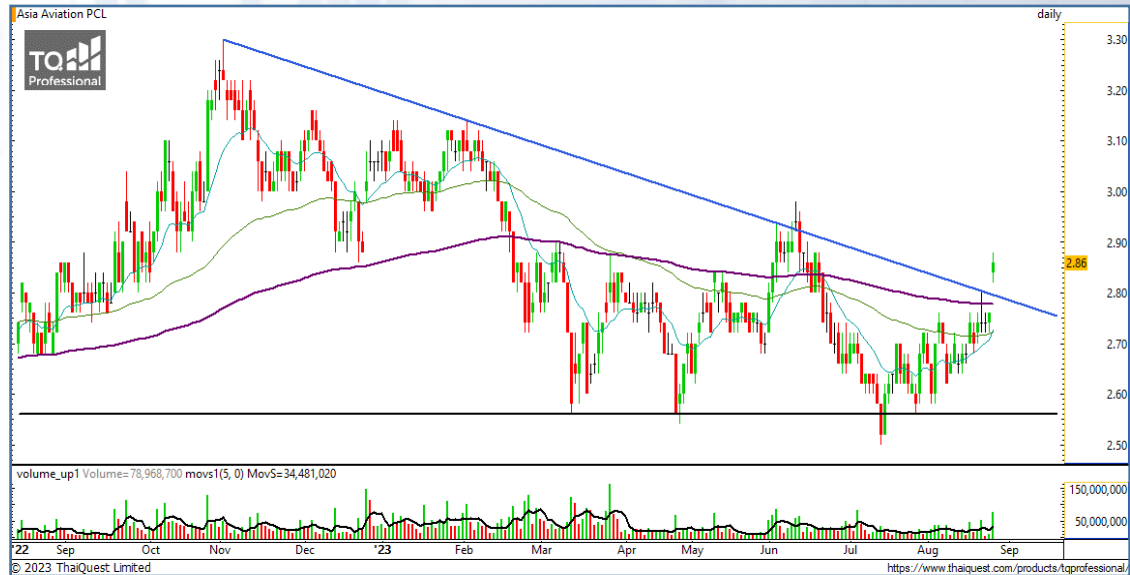 Asia Aviation PCL daily
TQ
Professional
3.30
3.20
3.10
3.00
2.90
2.86
2.80
2.70
2.60
2.50
volume_up1 Volume=78,968,700 movs1(5, 0) MovS=34,481,020
150,000,000
50,000,000
'22 Sep Oct Nov Dec '23 Feb Mar Apr May Jun Jul Aug Sep
© 2023 ThaiQuest Limited https://www.thaiquest.com/products/tqprofessional/